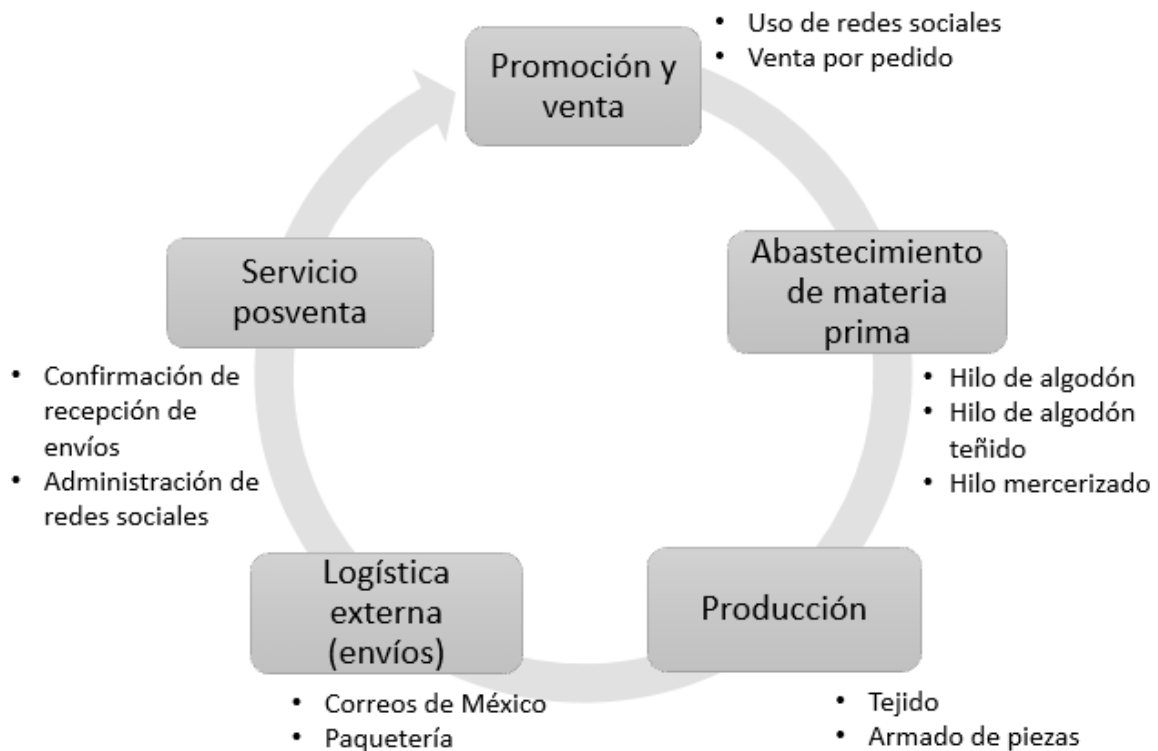 Promoción y
venta
• Uso de redes sociales
• Venta por pedido
Abastecimiento
de materia
prima
• Hilo de algodón
• Hilo de algodón
teñido
• Hilo mercerizado
Producción
• Tejido
• Armado de piezas
Logística
externa
(envíos)
• Correos de México
• Paquetería
Servicio
posventa
• Confirmación de
recepción de
envíos
• Administración de
redes sociales